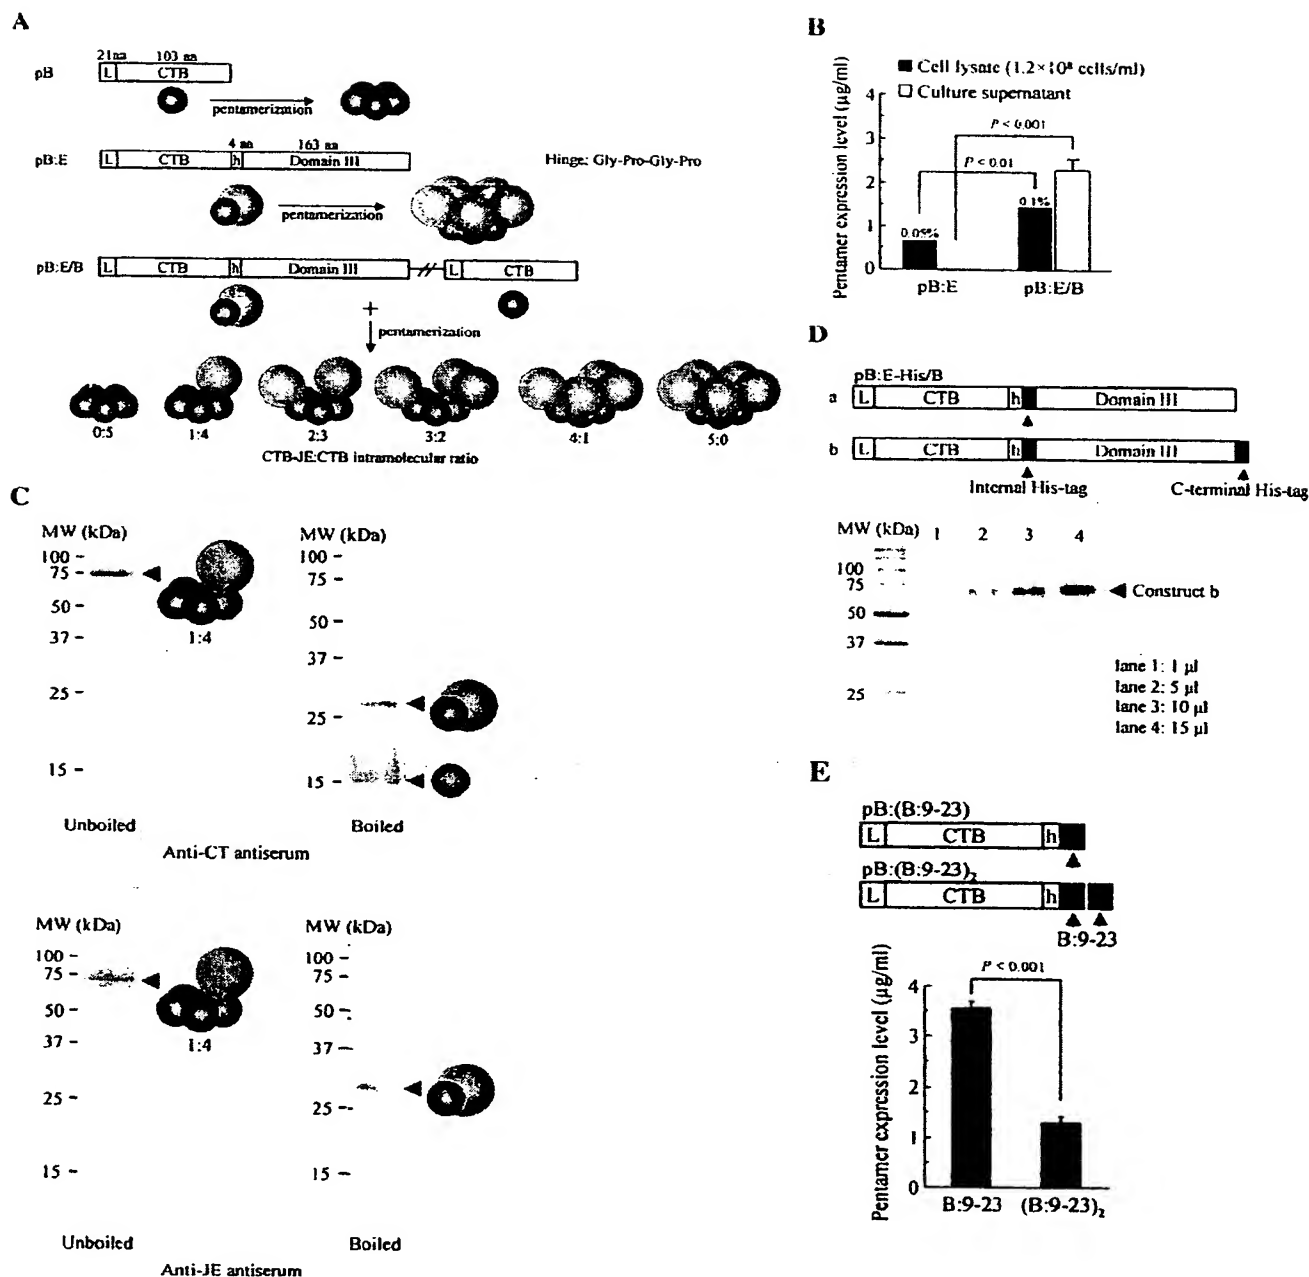 A
21aa 103 aa
pB L CTB
pentamerization
4 aa 163 aa
pB:E L CTB h Domain III Hinge: Gly-Pro-Gly-Pro
pentamerization
pB:E/B L CTB h Domain III L CTB
+
pentamerization
0:5 1:4 2:3 3:2 4:1 5:0
CTB-JE:CTB intramolecular ratio
B
Cell lysate (1.2×10⁸ cells/ml)
Culture supernatant
Pentamer expression level (µg/ml)
4
3
2
1
0
P < 0.001
P < 0.01
0.05%
0.1%
pB:E pB:E/B
C
MW (kDa)
100
75
50
37
25
15
1:4
Unboiled
MW (kDa)
100
75
50
37
25
15
Boiled
Anti-CT antiserum
MW (kDa)
100
75
50
37
25
15
1:4
Unboiled
MW (kDa)
100
75
50
37
25
15
Boiled
Anti-JE antiserum
D
pB:E-His/B
a L CTB h Domain III
b L CTB h Domain III
Internal His-tag C-terminal His-tag
MW (kDa) 1 2 3 4
100
75
50
37
25
Construct b
lane 1: 1 µl
lane 2: 5 µl
lane 3: 10 µl
lane 4: 15 µl
E
pB:(B:9-23)
L CTB h
pB:(B:9-23)₂
L CTB h
B:9-23
Pentamer expression level (µg/ml)
4
3
2
1
0
P < 0.001
B:9-23 (B:9-23)₂